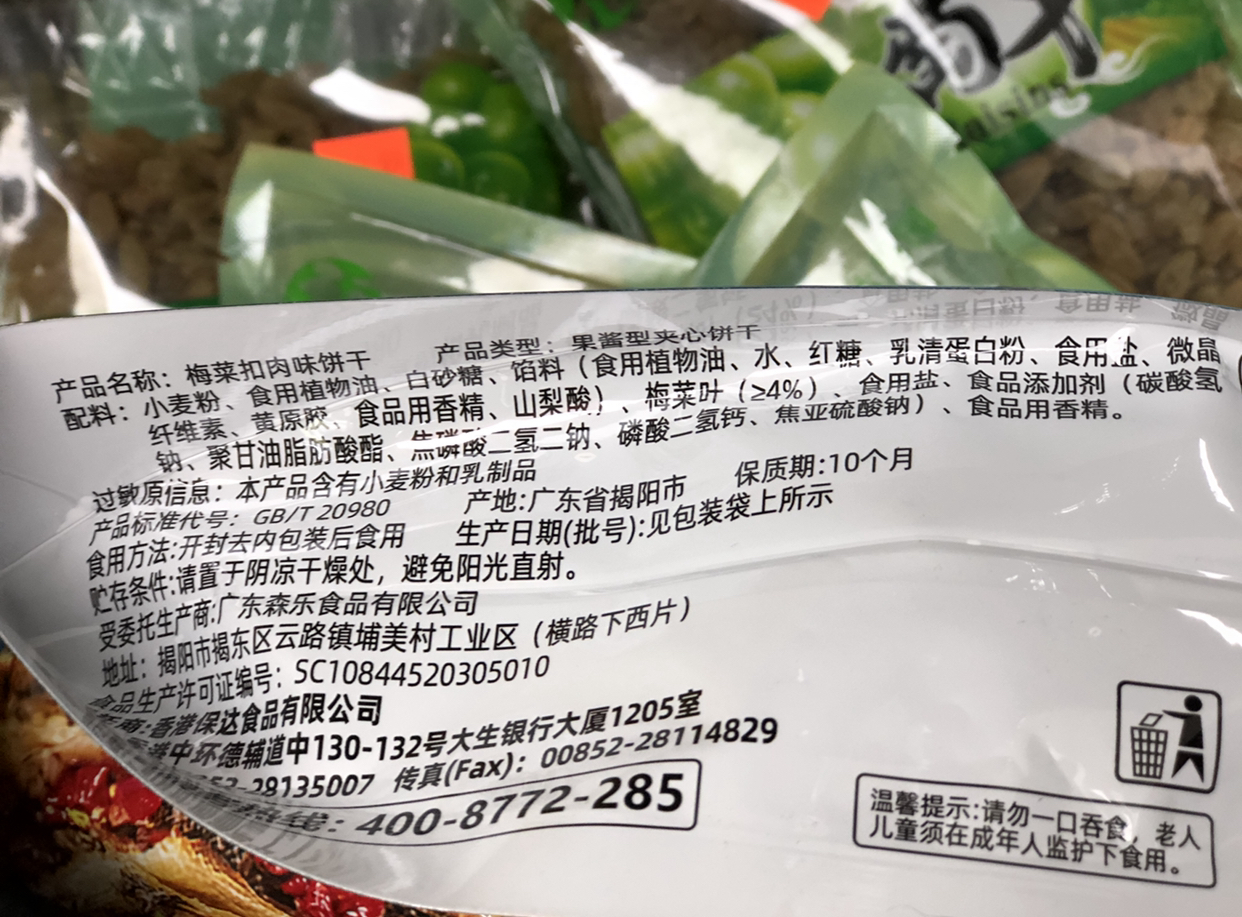 产品名称：梅菜扣肉味饼干 产品类型：果酱型夹心饼干
配料：小麦粉、食用植物油、白砂糖、馅料（食用植物油、水、红糖、乳清蛋白粉、食用盐、微晶
纤维素、黄原胶、食品用香精、山梨酸）、梅菜叶（≥4%）、食用盐、食品添加剂（碳酸氢
钠、聚甘油脂肪酸酯、焦磷酸二氢二钠、磷酸二氢钙、焦亚硫酸钠）、食品用香精。
过敏原信息：本产品含有小麦粉和乳制品
产品标准代号：GB/T 20980 产地:广东省揭阳市 保质期:10个月
食用方法:开封去内包装后食用 生产日期(批号):见包装袋上所示
贮存条件:请置于阴凉干燥处，避免阳光直射。
受委托生产商:广东森乐食品有限公司
地址：揭阳市揭东区云路镇埔美村工业区（横路下西片）
食品生产许可证编号：SC10844520305010
商:香港保达食品有限公司
港中环德辅道中130-132号大生银行大厦1205室
28135007 传真(Fax)：00852-28114829
热线：400-8772-285
温馨提示:请勿一口吞食，老人
儿童须在成年人监护下食用。